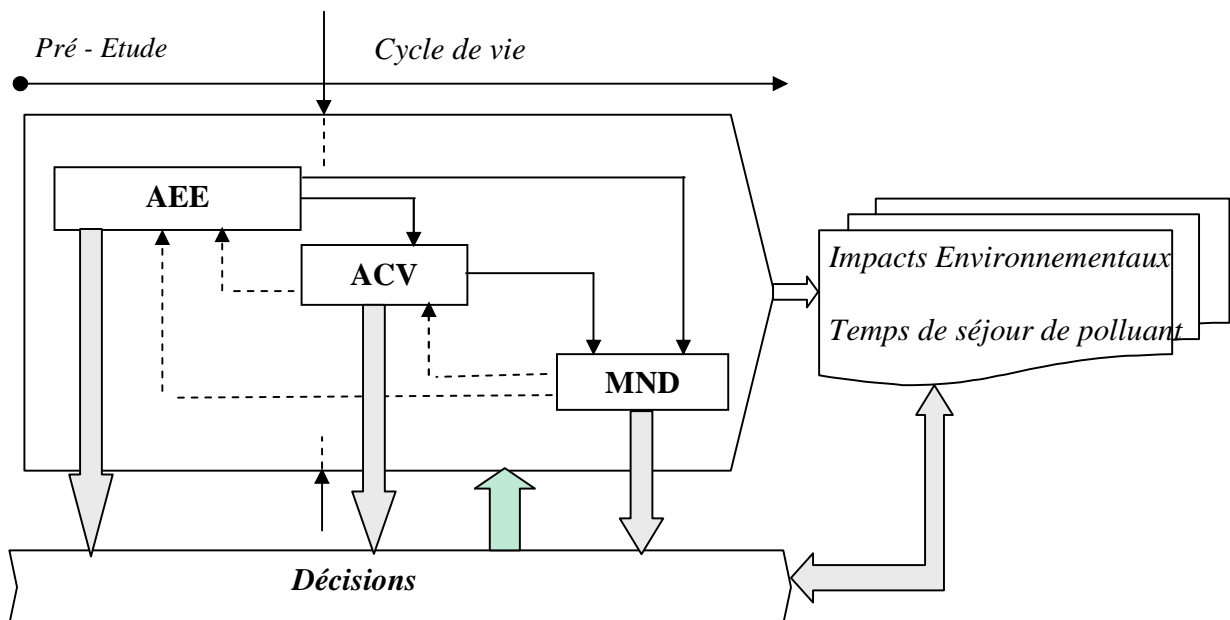 Pré - Etude
Cycle de vie
AEE
ACV
MND
Impacts Environnementaux
Temps de séjour de polluant
Décisions